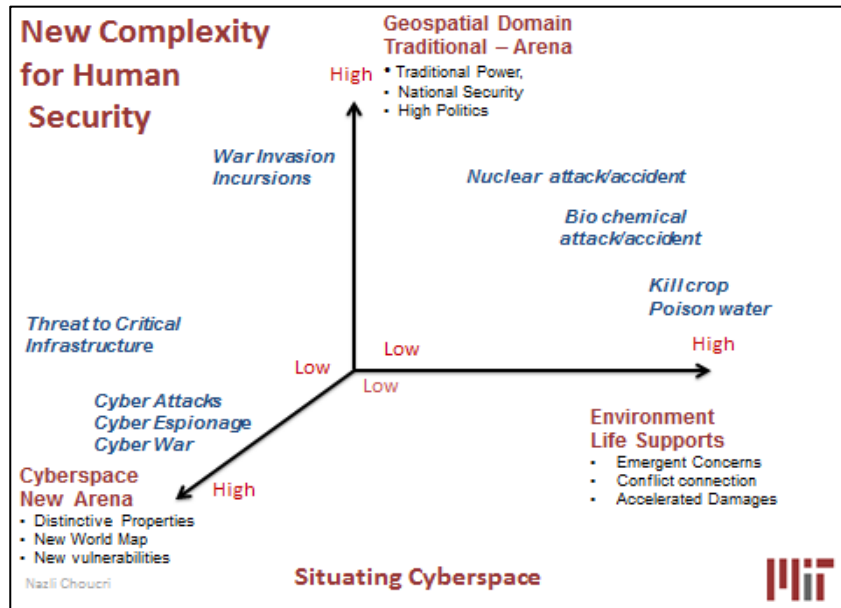 New Complexity
for Human
Security
Geospatial Domain
Traditional – Arena
• Traditional Power,
• National Security
• High Politics
High
War Invasion
Incursions
Nuclear attack/accident
Bio chemical
attack/accident
Kill crop
Poison water
Threat to Critical
Infrastructure
Low
Low
High
Low
Cyber Attacks
Cyber Espionage
Cyber War
Environment
Life Supports
• Emergent Concerns
• Conflict connection
• Accelerated Damages
Cyberspace
New Arena
High
• Distinctive Properties
• New World Map
• New vulnerabilities
Nazli Choucri
Situating Cyberspace
MIT